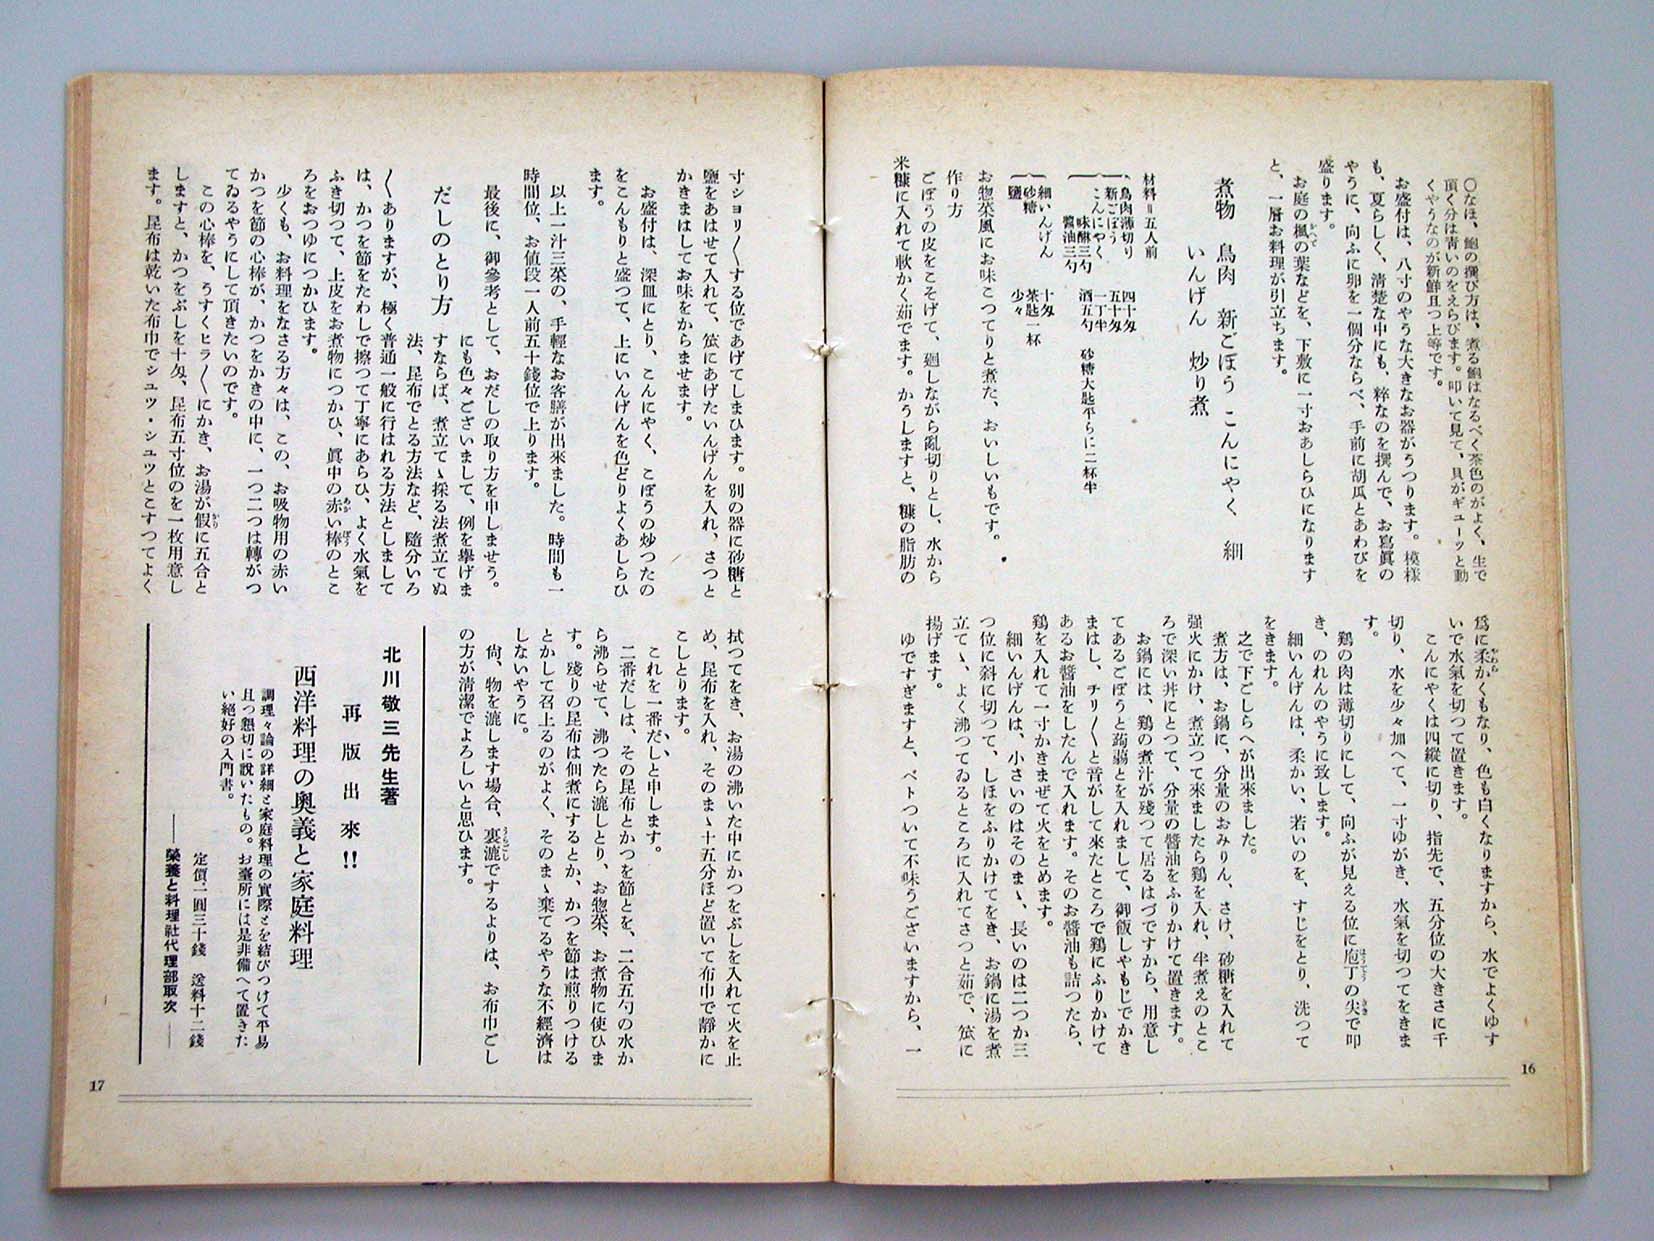 〇なほ、鮑の撰び方は、煮る鮑はなるべく茶色のがよく、生で
頂く分は青いのをえらびます。叩いて見て、貝がギューッと動
くやうなのが新鮮且つ上等です。
お盛付は、八寸のやうな大きなお器がうつります。模樣
も、夏らしく、清楚な中にも、粹なのを撰んで、お寫眞の
やうに、向ふに卵を一個分ならべ、手前に胡瓜とあわびを
盛ります。
お庭の楓の葉などを、下敷に一寸おあしらひになります
と、一層お料理が引立ちます。
煮物 鳥肉 新ごぼう こんにやく 細
いんげん 炒り煮
材料＝五人前
鳥肉薄切り 四十匁
新ごぼう 五十匁
こんにやく 一丁半
味醂三勺 酒五勺 砂糖大匙平らに二杯半
醬油三勺
細いんげん 十匁
砂糖 茶匙一杯
鹽 少々
お惣菜風にお味こつてりと煮た、おいしいもです。
作り方
ごぼうの皮をこそげて、廻しながら亂切りとし、水から
米糠に入れて軟かく茹でます。かうしますと、糠の脂肪の
爲に柔かくもなり、色も白くなりますから、水でよくゆす
いで水氣を切つて置きます。
こんにやくは四縱に切り、指先で、五分位の大きさに千
切り、水を少々加へて、一寸ゆがき、水氣を切つてをきま
す。
鷄の肉は薄切りにして、向ふが見える位に庖丁の尖で叩
き、のれんのやうに致します。
細いんげんは、柔かい、若いのを、すじをとり、洗つて
をきます。
之で下ごしらへが出來ました。
煮方は、お鍋に、分量のおみりん、さけ、砂糖を入れて
強火にかけ、煮立つて來ましたら鷄を入れ、半煮えのとこ
ろで深い丼にとつて、分量の醬油をふりかけて置きます。
お鍋には、鷄の煮汁が殘つて居るはづですから、用意し
てあるごぼうと蒟蒻とを入れまして、御飯しやもじでかき
まはし、チリ〱と音がして來たところで鷄にふりかけて
あるお醬油をしたんで入れます。そのお醬油も詰つたら、
鷄を入れて一寸かきまぜて火をとめます。
細いんげんは、小さいのはそのまゝ、長いのは二つか三
つ位に斜に切つて、しほをふりかけてをき、お鍋に湯を煮
立てゝ、よく沸つてゐるところに入れてさつと茹で、笊に
揚げます。
ゆですぎますと、ベトついて不味うございますから、一
16
寸ショリ〱する位であげてしまひます。別の器に砂糖と
鹽をあはせて入れて、笊にあげたいんげんを入れ、さつと
かきまはしてお味をからませます。
お盛付は、深皿にとり、こんにやく、ごぼうの炒つたの
をこんもりと盛つて、上にいんげんを色どりよくあしらひ
ます。
以上一汁三菜の、手輕なお客膳が出來ました。時間も一
時間位、お値段一人前五十錢位で上ります。
最後に、御參考として、おだしの取り方を申しませう。
だしのとり方
にも色々ございまして、例を擧げま
すならば、煮立てゝ採る法煮立てぬ
法、昆布でとる方法など、隨分いろ
〱ありますが、極く普通一般に行はれる方法としまして
は、かつを節をたわしで擦つて丁寧にあらひ、よく水氣を
ふき切つて、上皮をお煮物につかひ、眞中の赤い棒のとこ
ろをおつゆにつかひます。
少くも、お料理をなさる方々は、この、お吸物用の赤い
かつを節の心棒が、かつをかきの中に、一つ二つは轉がつ
てゐるやうにして頂きたいのです。
この心棒を、うすくヒラ〱にかき、お湯が假に五合と
しますと、かつをぶしを十匁、昆布五寸位のを一枚用意し
ます。昆布は乾いた布巾でシュツ・シュツとこすつてよく
拭つてをき、お湯の沸いた中にかつをぶしを入れて火を止
め、昆布を入れ、そのまゝ十五分ほど置いて布巾で靜かに
こしとります。
これを一番だしと申します。
二番だしは、その昆布とかつを節とを、二合五勺の水か
ら沸らせて、沸つたら漉しとり、お惣菜、お煮物に使ひま
す。殘りの昆布は佃煮にするとか、かつを節は煎りつける
とかして召上るのがよく、そのまゝ棄てるやうな不經濟は
しないやうに。
尙、物を漉します場合、裏漉でするよりは、お布巾ごし
の方が清潔でよろしいと思ひます。
北川敬三先生著
再版出來!!
西洋料理の奧義と家庭料理
調理々論の詳細と家庭料理の實際とを結びつけて平易
且つ懇切に說いたもの。お臺所には是非備へて置きた
い絕好の入門書。
定價二圓三十錢 送料十二錢
――榮養と料理社代理部取次――
17